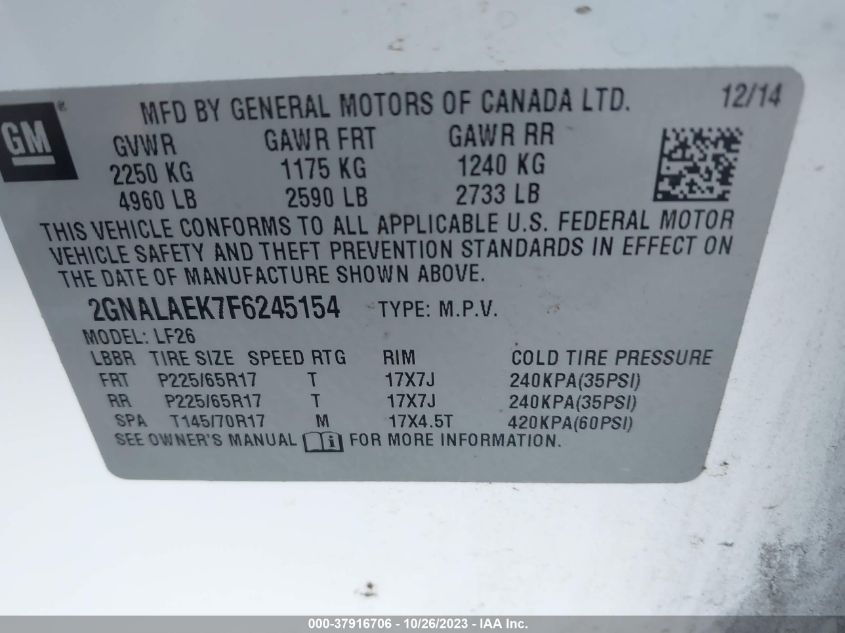 MFD BY GENERAL MOTORS OF CANADA LTD. 12/14
GM®
GVWR GAWR FRT GAWR RR
2250 KG 1175 KG 1240 KG
4960 LB 2590 LB 2733 LB
THIS VEHICLE CONFORMS TO ALL APPLICABLE U.S. FEDERAL MOTOR
VEHICLE SAFETY AND THEFT PREVENTION STANDARDS IN EFFECT ON
THE DATE OF MANUFACTURE SHOWN ABOVE.
2GNALAEK7F6245154 TYPE: M.P.V.
MODEL: LF26
LBBR TIRE SIZE SPEED RTG RIM COLD TIRE PRESSURE
FRT P225/65R17 T 17X7J 240KPA(35PSI)
RR P225/65R17 T 17X7J 240KPA(35PSI)
SPA T145/70R17 M 17X4.5T 420KPA(60PSI)
SEE OWNER'S MANUAL i FOR MORE INFORMATION.
000-37916706 - 10/26/2023 - IAA Inc.